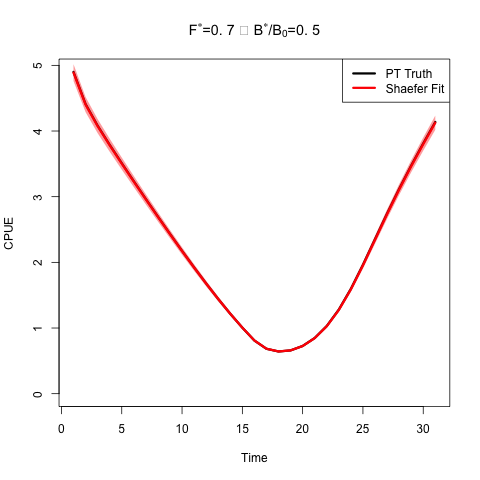 F*=0. 7 □ B*/B₀=0. 5
PT Truth
Shaefer Fit
5
4
3
2
1
0
CPUE
0 5 10 15 20 25 30
Time